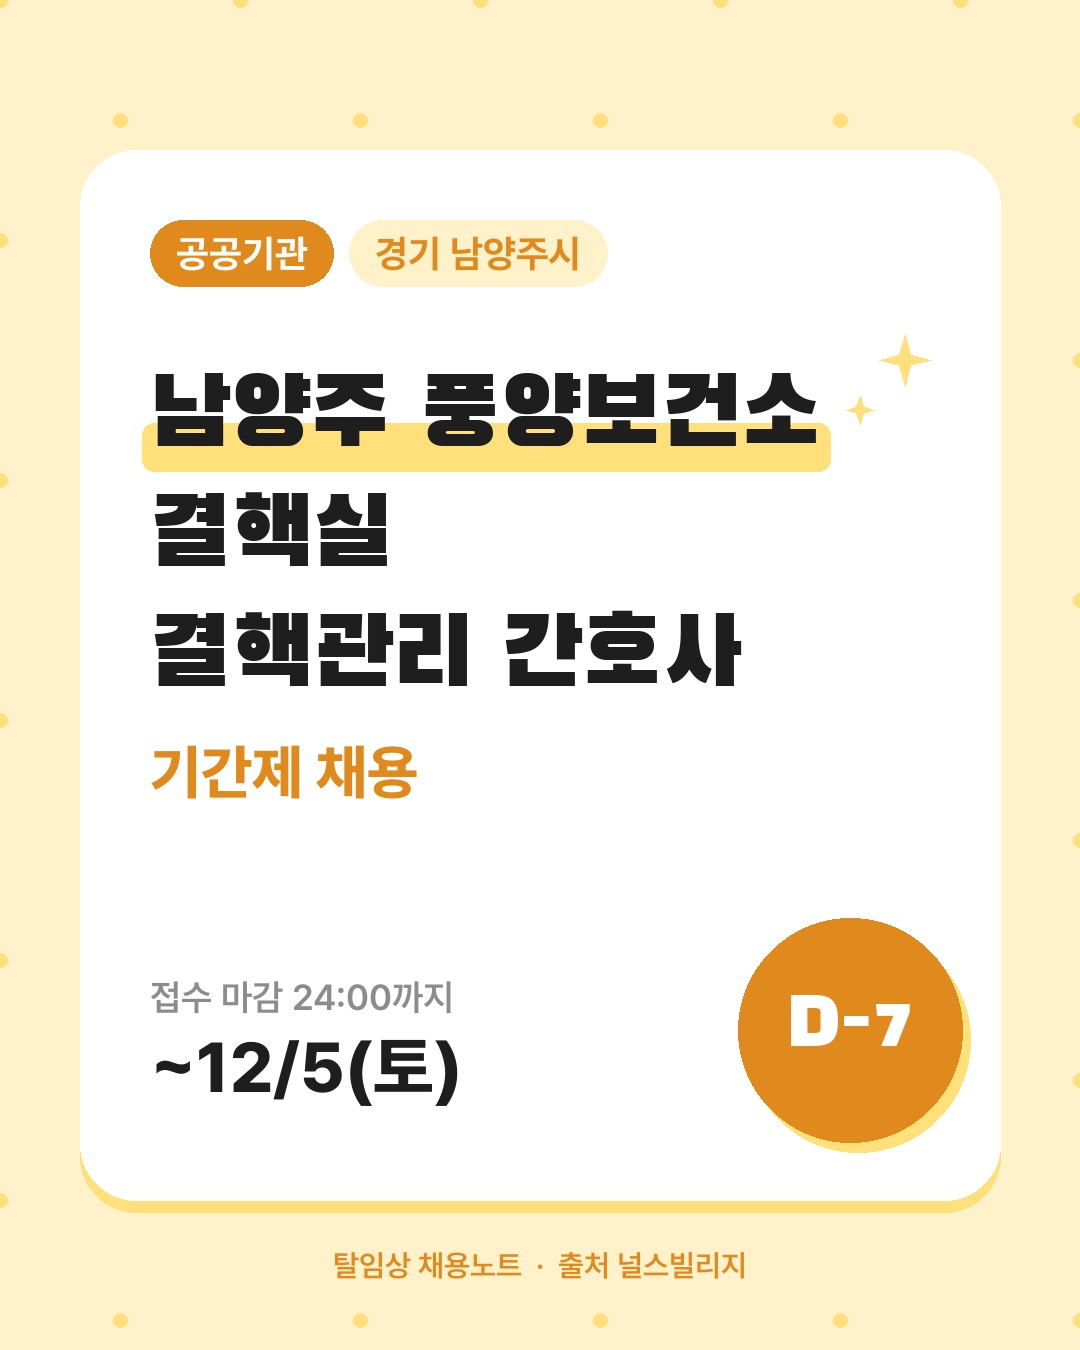 공공기관
경기 남양주시
남양주 풍양보건소
결핵실
결핵관리 간호사
기간제 채용
접수 마감 24:00까지
~12/5(토)
D-7
탈임상 채용노트 · 출처 널스빌리지